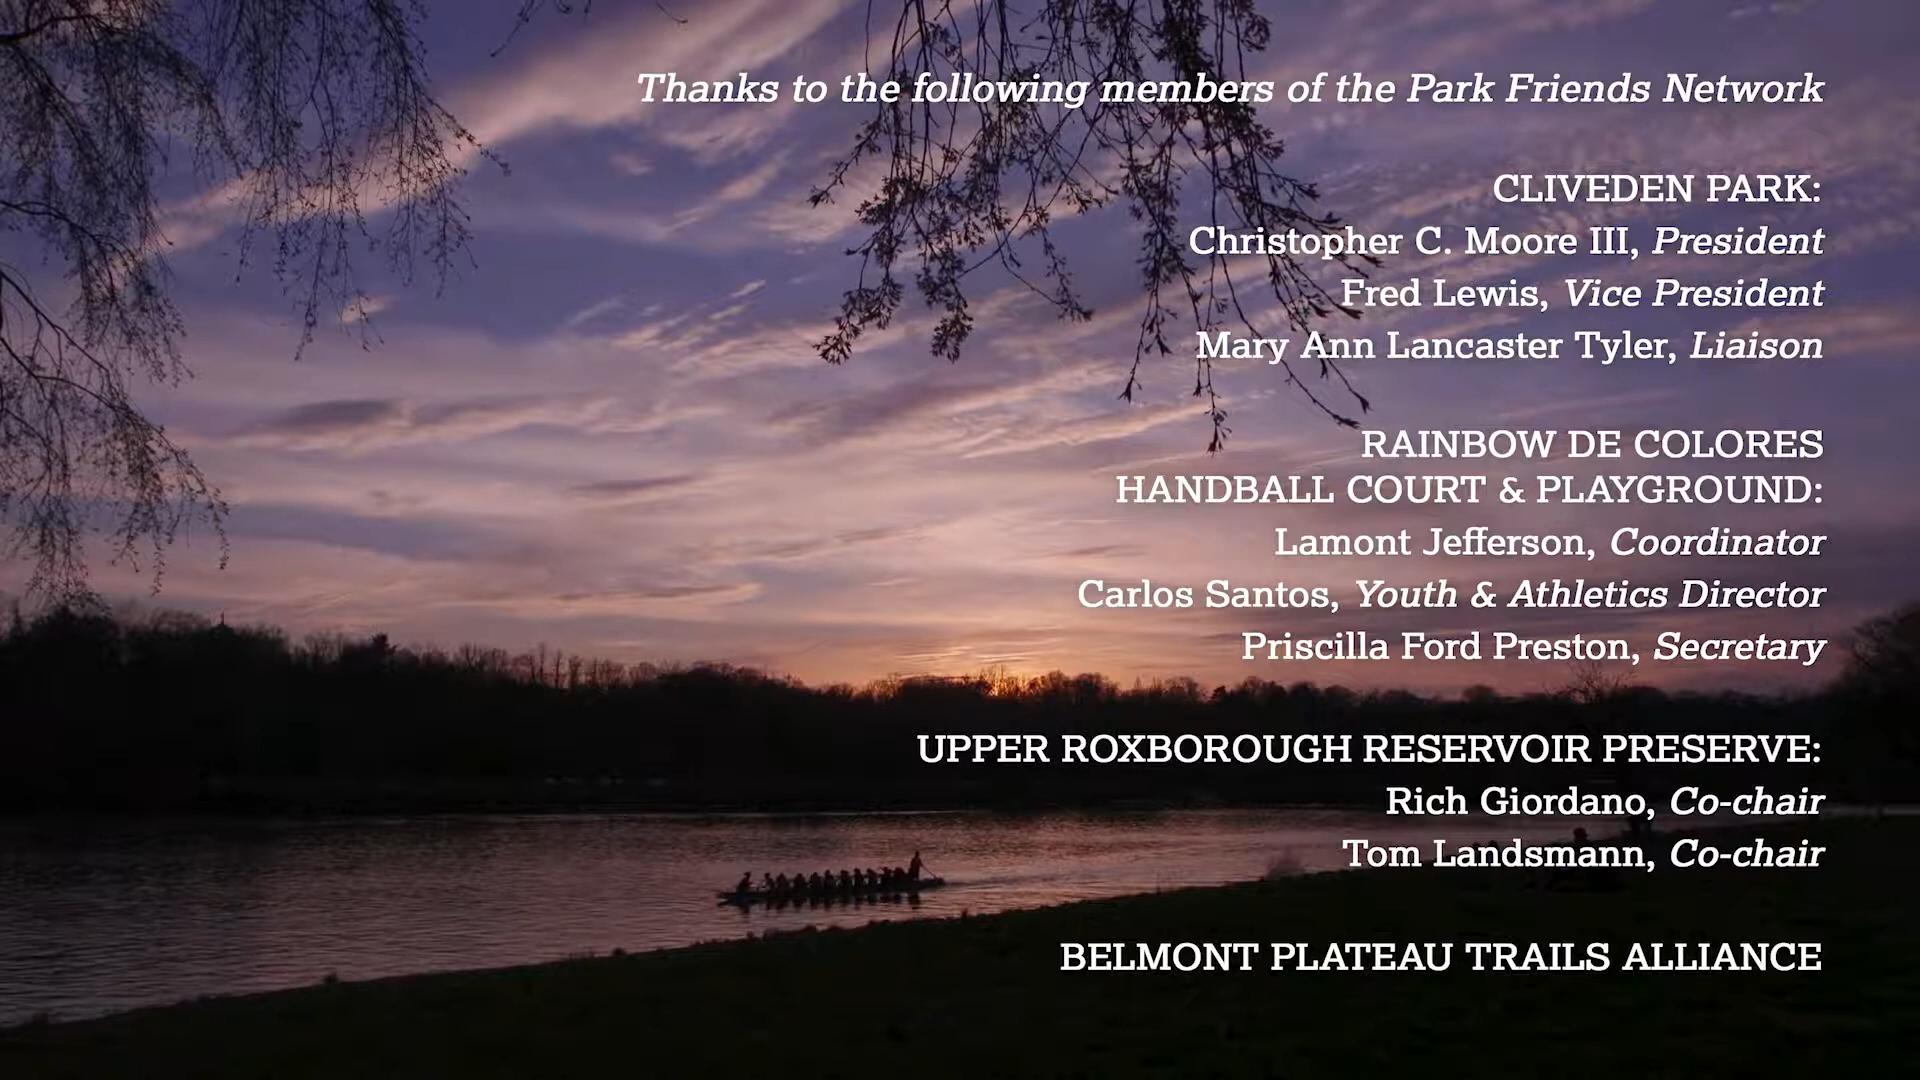 Thanks to the following members of the Park Friends Network
CLIVEDEN PARK:
Christopher C. Moore III, President
Fred Lewis, Vice President
Mary Ann Lancaster Tyler, Liaison
RAINBOW DE COLORES
HANDBALL COURT & PLAYGROUND:
Lamont Jefferson, Coordinator
Carlos Santos, Youth & Athletics Director
Priscilla Ford Preston, Secretary
UPPER ROXBOROUGH RESERVOIR PRESERVE:
Rich Giordano, Co-chair
Tom Landsmann, Co-chair
BELMONT PLATEAU TRAILS ALLIANCE